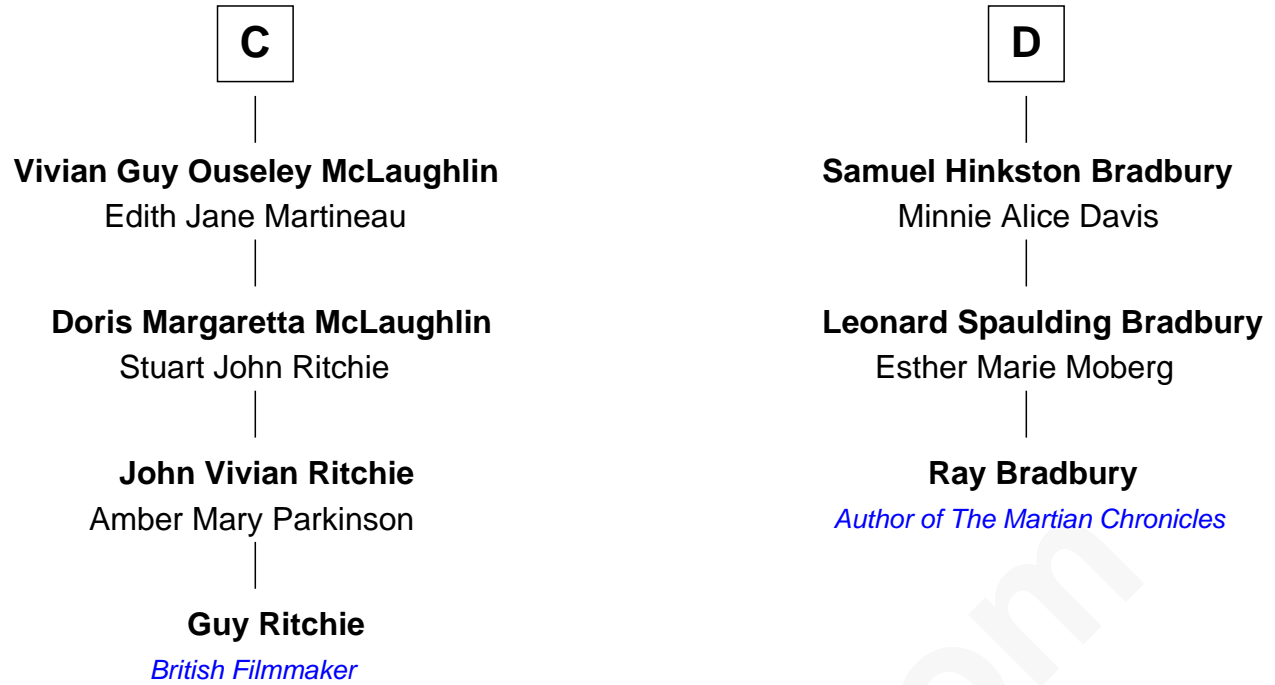 C
Vivian Guy Ouseley McLaughlin
Edith Jane Martineau
Doris Margaretta McLaughlin
Stuart John Ritchie
John Vivian Ritchie
Amber Mary Parkinson
Guy Ritchie
British Filmmaker
D
Samuel Hinkston Bradbury
Minnie Alice Davis
Leonard Spaulding Bradbury
Esther Marie Moberg
Ray Bradbury
Author of The Martian Chronicles
om